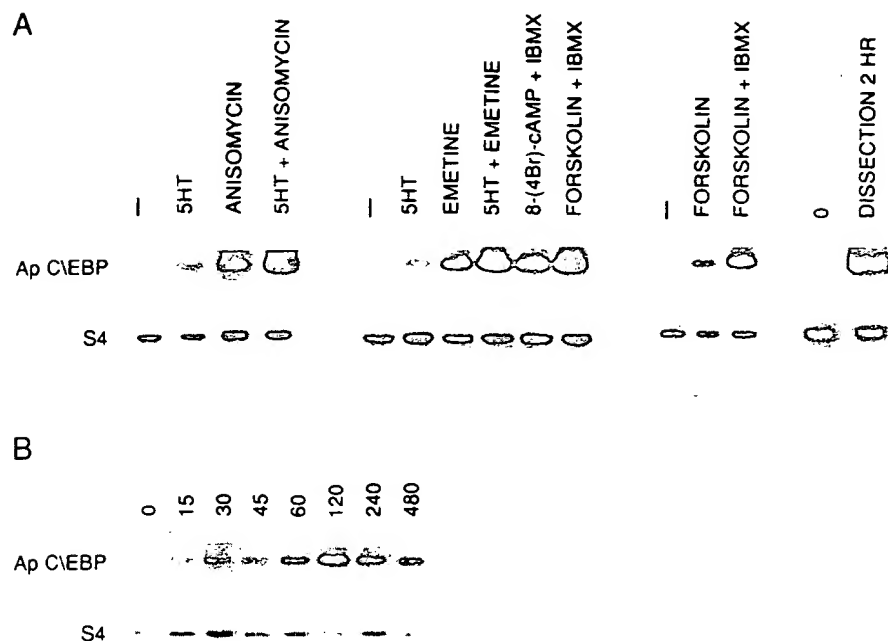 A
—
5HT
ANISOMYCIN
5HT + ANISOMYCIN
—
5HT
EMETINE
5HT + EMETINE
8-(4Br)-cAMP + IBMX
FORSKOLIN + IBMX
—
FORSKOLIN
FORSKOLIN + IBMX
0
DISSECTION 2 HR
Ap C\EBP
S4
B
0
15
30
45
60
120
240
480
Ap C\EBP
S4